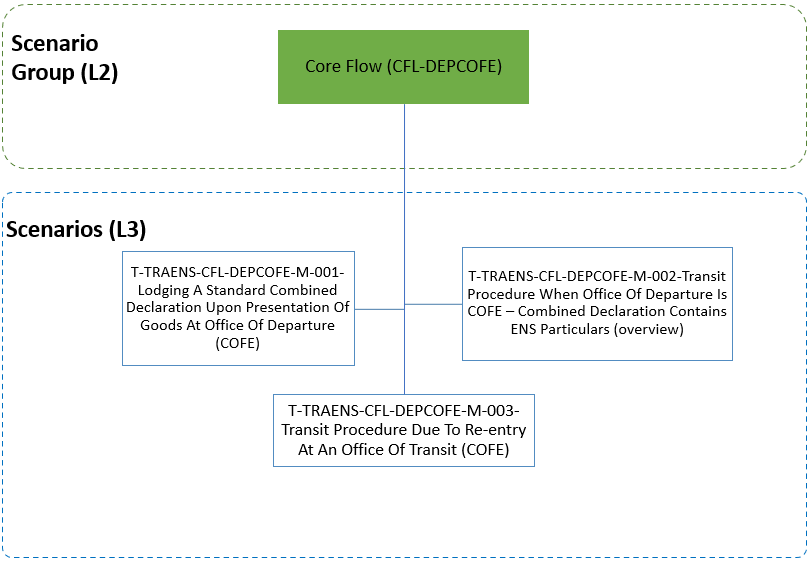 Scenario
Group (L2)
Core Flow (CFL-DEPCOFE)
Scenarios (L3)
T-TRAENS-CFL-DEPCOFE-M-001-
Lodging A Standard Combined
Declaration Upon Presentation Of
Goods At Office Of Departure
(COFE)
T-TRAENS-CFL-DEPCOFE-M-002-Transit
Procedure When Office Of Departure Is
COFE – Combined Declaration Contains
ENS Particulars (overview)
T-TRAENS-CFL-DEPCOFE-M-003-
Transit Procedure Due To Re-entry
At An Office Of Transit (COFE)